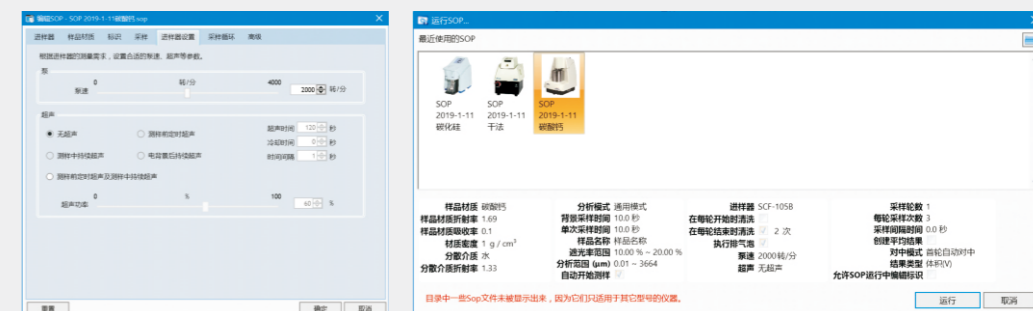 编辑SOP - SOP 2019-1-11碳酸钙.sop
进样器 样品材质 标识 采样 进样器设置 采样循环 高级
根据进样器的测量需求，设置合适的泵速、超声等参数。
泵
0 转/分 4000
泵速 2000 转/分
超声
无超声 测样前定时超声 超声时间 120 秒
冷却时间 0 秒
测样中持续超声 电背景后持续超声 时间间隔 1 秒
测样前定时超声及测样中持续超声
0 % 100
超声功率 60 %
重置 确定 取消
运行SOP...
最近使用的SOP
SOP
2019-1-11
碳化硅
SOP
2019-1-11
干法
SOP
2019-1-11
碳酸钙
样品材质 碳酸钙
样品材质折射率 1.69
样品材质吸收率 0.1
材质密度 1 g / cm³
分散介质 水
分散介质折射率 1.33
分析模式 通用模式
背景采样时间 10.0 秒
单次采样时间 10.0 秒
样品名称 样品名称
遮光率范围 10.00 % ~ 20.00 %
分析范围 (μm) 0.01 ~ 3664
自动开始测样
进样器 SCF-105B
在每轮开始时清洗
在每轮结束时清洗 2 次
执行排气泡
泵速 2000转/分
超声 无超声
采样轮数 1
每轮采样次数 3
采样间隔时间 0.0 秒
创建平均结果
对中模式 首轮自动对中
结果类型 体积(V)
允许SOP运行中编辑标识
目录中一些Sop文件未被显示出来，因为它们只适用于其它型号的仪器。
运行 取消